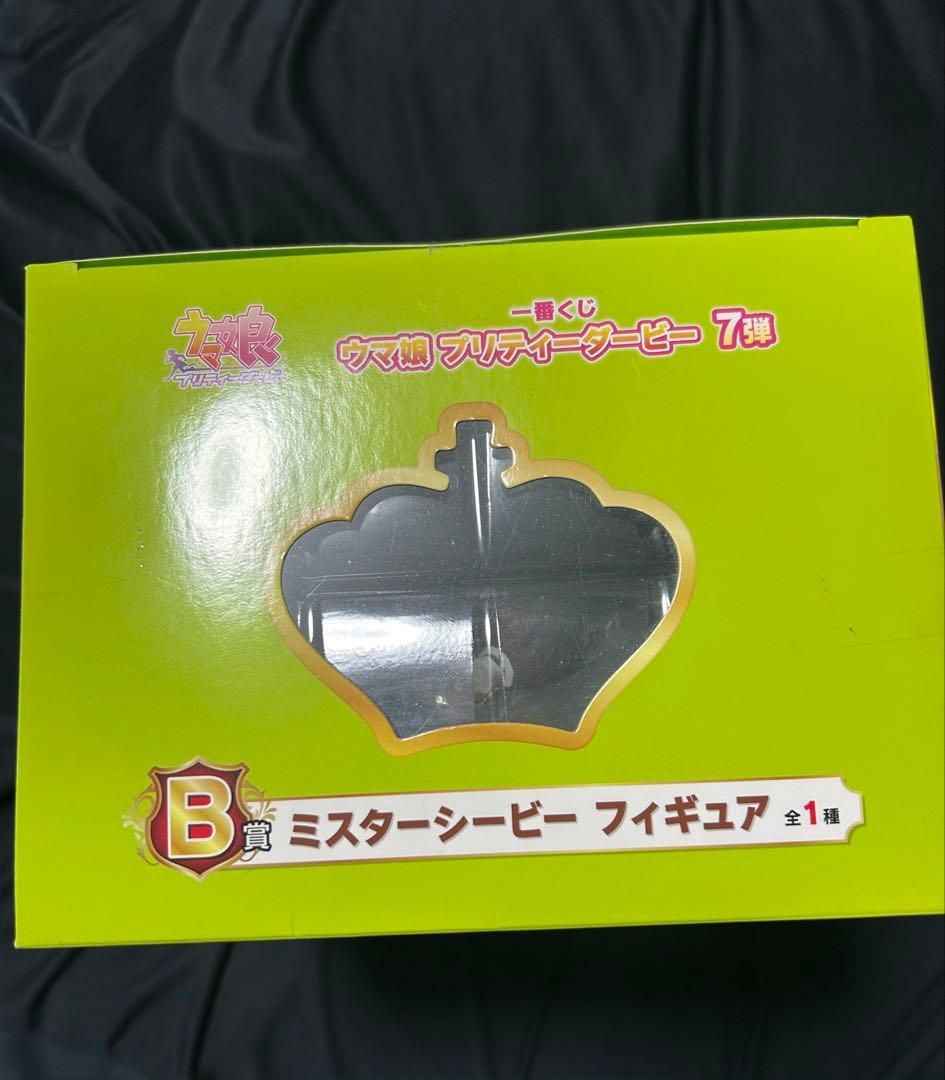 ウマ娘
プリティーダービー
一番くじ
ウマ娘 プリティーダービー 7弾
B賞 ミスターシービー フィギュア 全1種